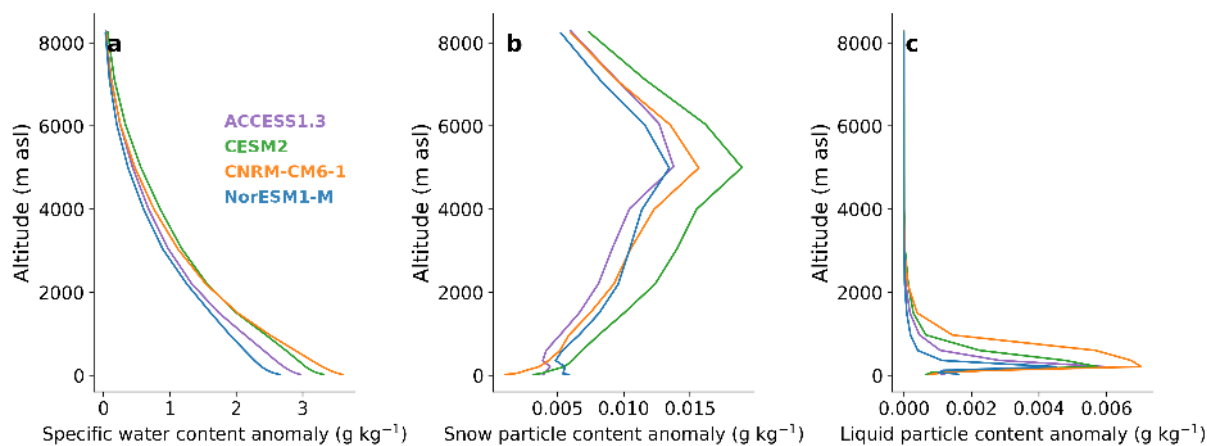 a
8000
6000
4000
2000
0
Altitude (m asl)
ACCESS1.3
CESM2
CNRM-CM6-1
NorESM1-M
0 1 2 3
Specific water content anomaly (g kg⁻¹)
b
8000
6000
4000
2000
0
Altitude (m asl)
0.005 0.010 0.015
Snow particle content anomaly (g kg⁻¹)
c
8000
6000
4000
2000
0
Altitude (m asl)
0.000 0.002 0.004 0.006
Liquid particle content anomaly (g kg⁻¹)